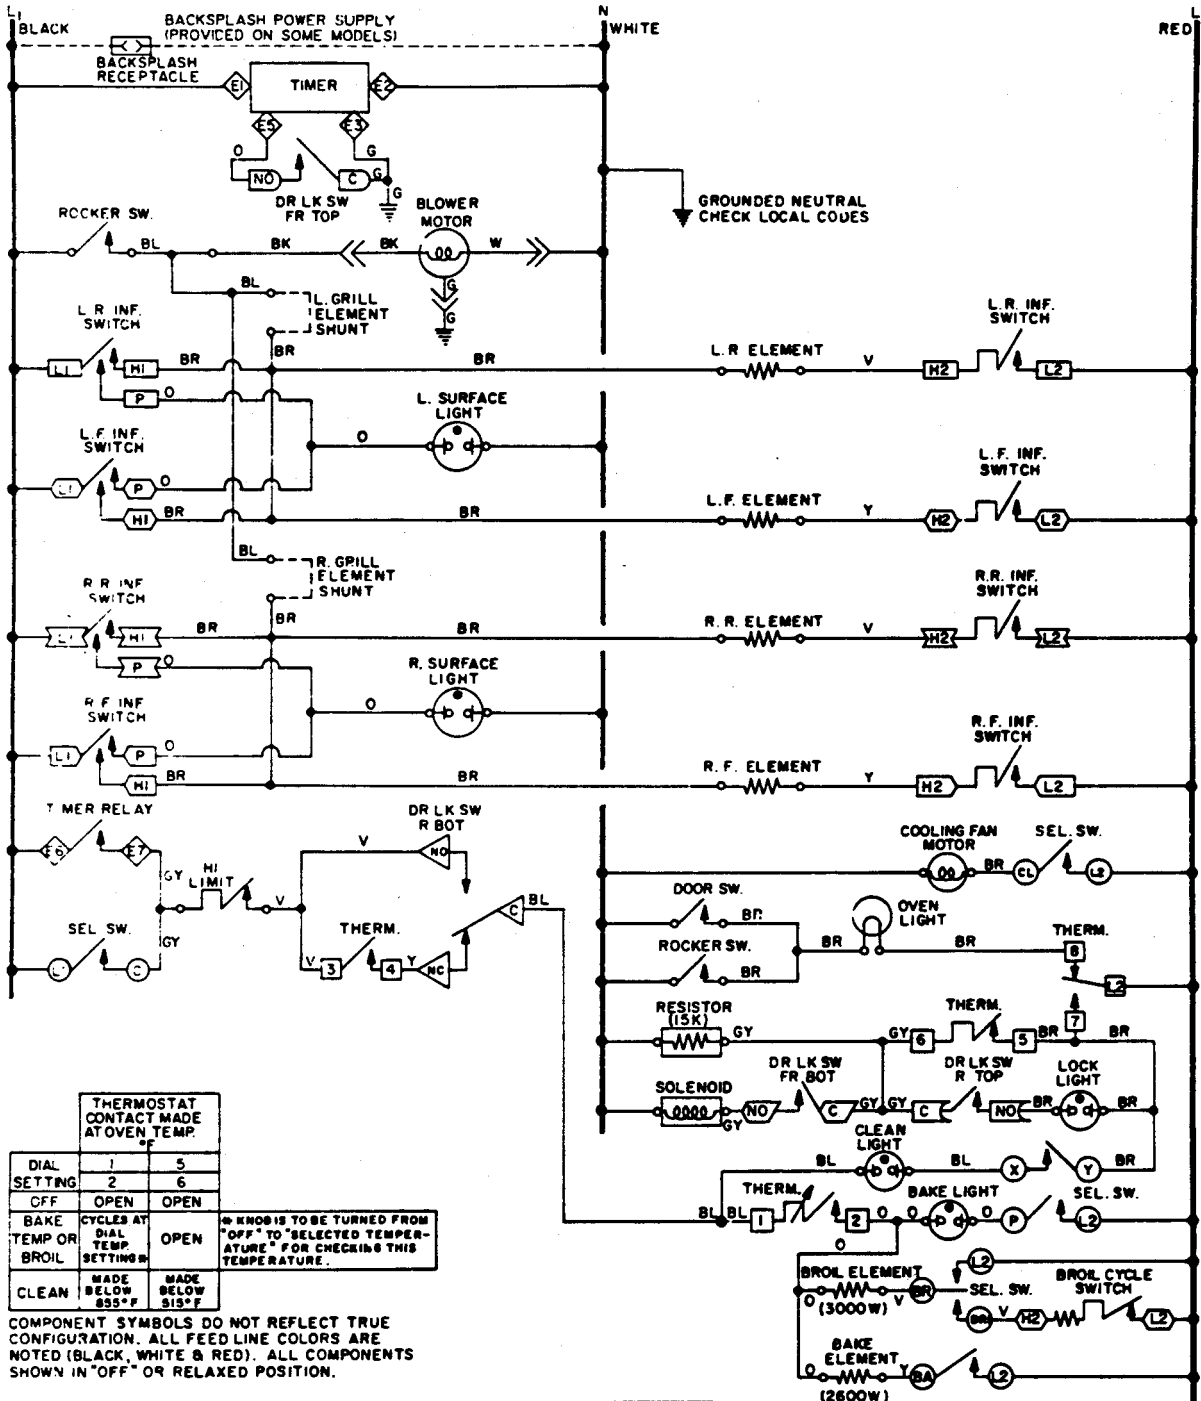 L1
BLACK
BACKSPLASH POWER SUPPLY
(PROVIDED ON SOME MODELS)
N
WHITE
L
RED
BACKSPLASH
RECEPTACLE
E1
TIMER
E2
E5
E3
O
G
NO
C
G
G
DR LK SW
FR TOP
GROUNDED NEUTRAL
CHECK LOCAL CODES
ROCKER SW.
BL
BK
BK
BLOWER
MOTOR
W
G
G
BL
L. GRILL
ELEMENT
SHUNT
BR
L. R. INF.
SWITCH
L1
HI
BR
P
O
BR
L. R ELEMENT
V
H2
L.R. INF.
SWITCH
L2
L. SURFACE
LIGHT
O
L.F. INF.
SWITCH
L1
P
O
HI
BR
BR
L.F. ELEMENT
Y
H2
L.F. INF.
SWITCH
L2
BL
R. GRILL
ELEMENT
SHUNT
BR
R.R. INF.
SWITCH
L1
HI
BR
P
O
BR
R. R. ELEMENT
V
H2
R.R. INF.
SWITCH
L2
R. SURFACE
LIGHT
O
R.F. INF.
SWITCH
L1
P
O
HI
BR
BR
R. F. ELEMENT
Y
H2
R.F. INF.
SWITCH
L2
TIMER RELAY
E6
E7
GY
HI
LIMIT
V
V
DR LK SW
R BOT
NO
C
BL
SEL SW.
L1
C
GY
V
3
THERM.
4
Y
NC
COOLING FAN
MOTOR
BR
CL
SEL. SW.
L2
DOOR SW.
BR
ROCKER SW.
BR
BR
OVEN
LIGHT
BR
THERM.
8
L2
7
RESISTOR
(15K)
GY
GY
6
THERM.
5
BR
BR
SOLENOID
GY
NO
DR LK SW
FR BOT
C
GY
GY
C
DR LK SW
R TOP
NO
BR
LOCK
LIGHT
BR
CLEAN
LIGHT
BL
BL
X
Y
BR
BL
BL
1
THERM.
2
O
O
BAKE LIGHT
O
P
SEL. SW.
L2
O
L2
BROIL ELEMENT
O
(3000W)
V
BR
SEL. SW.
BR
V
H2
BROIL CYCLE
SWITCH
L2
BAKE
ELEMENT
O
(2600W)
Y
BA
L2
THERMOSTAT
CONTACT MADE
AT OVEN TEMP.
°F
DIAL
SETTING
1
2
5
6
OFF
OPEN
OPEN
BAKE
TEMP OR
BROIL
CYCLES AT
DIAL
TEMP.
SETTING*
OPEN
* KNOB IS TO BE TURNED FROM
"OFF" TO "SELECTED TEMPER-
ATURE" FOR CHECKING THIS
TEMPERATURE.
CLEAN
MADE
BELOW
855°F
MADE
BELOW
515°F
COMPONENT SYMBOLS DO NOT REFLECT TRUE
CONFIGURATION. ALL FEED LINE COLORS ARE
NOTED (BLACK, WHITE & RED). ALL COMPONENTS
SHOWN IN "OFF" OR RELAXED POSITION.